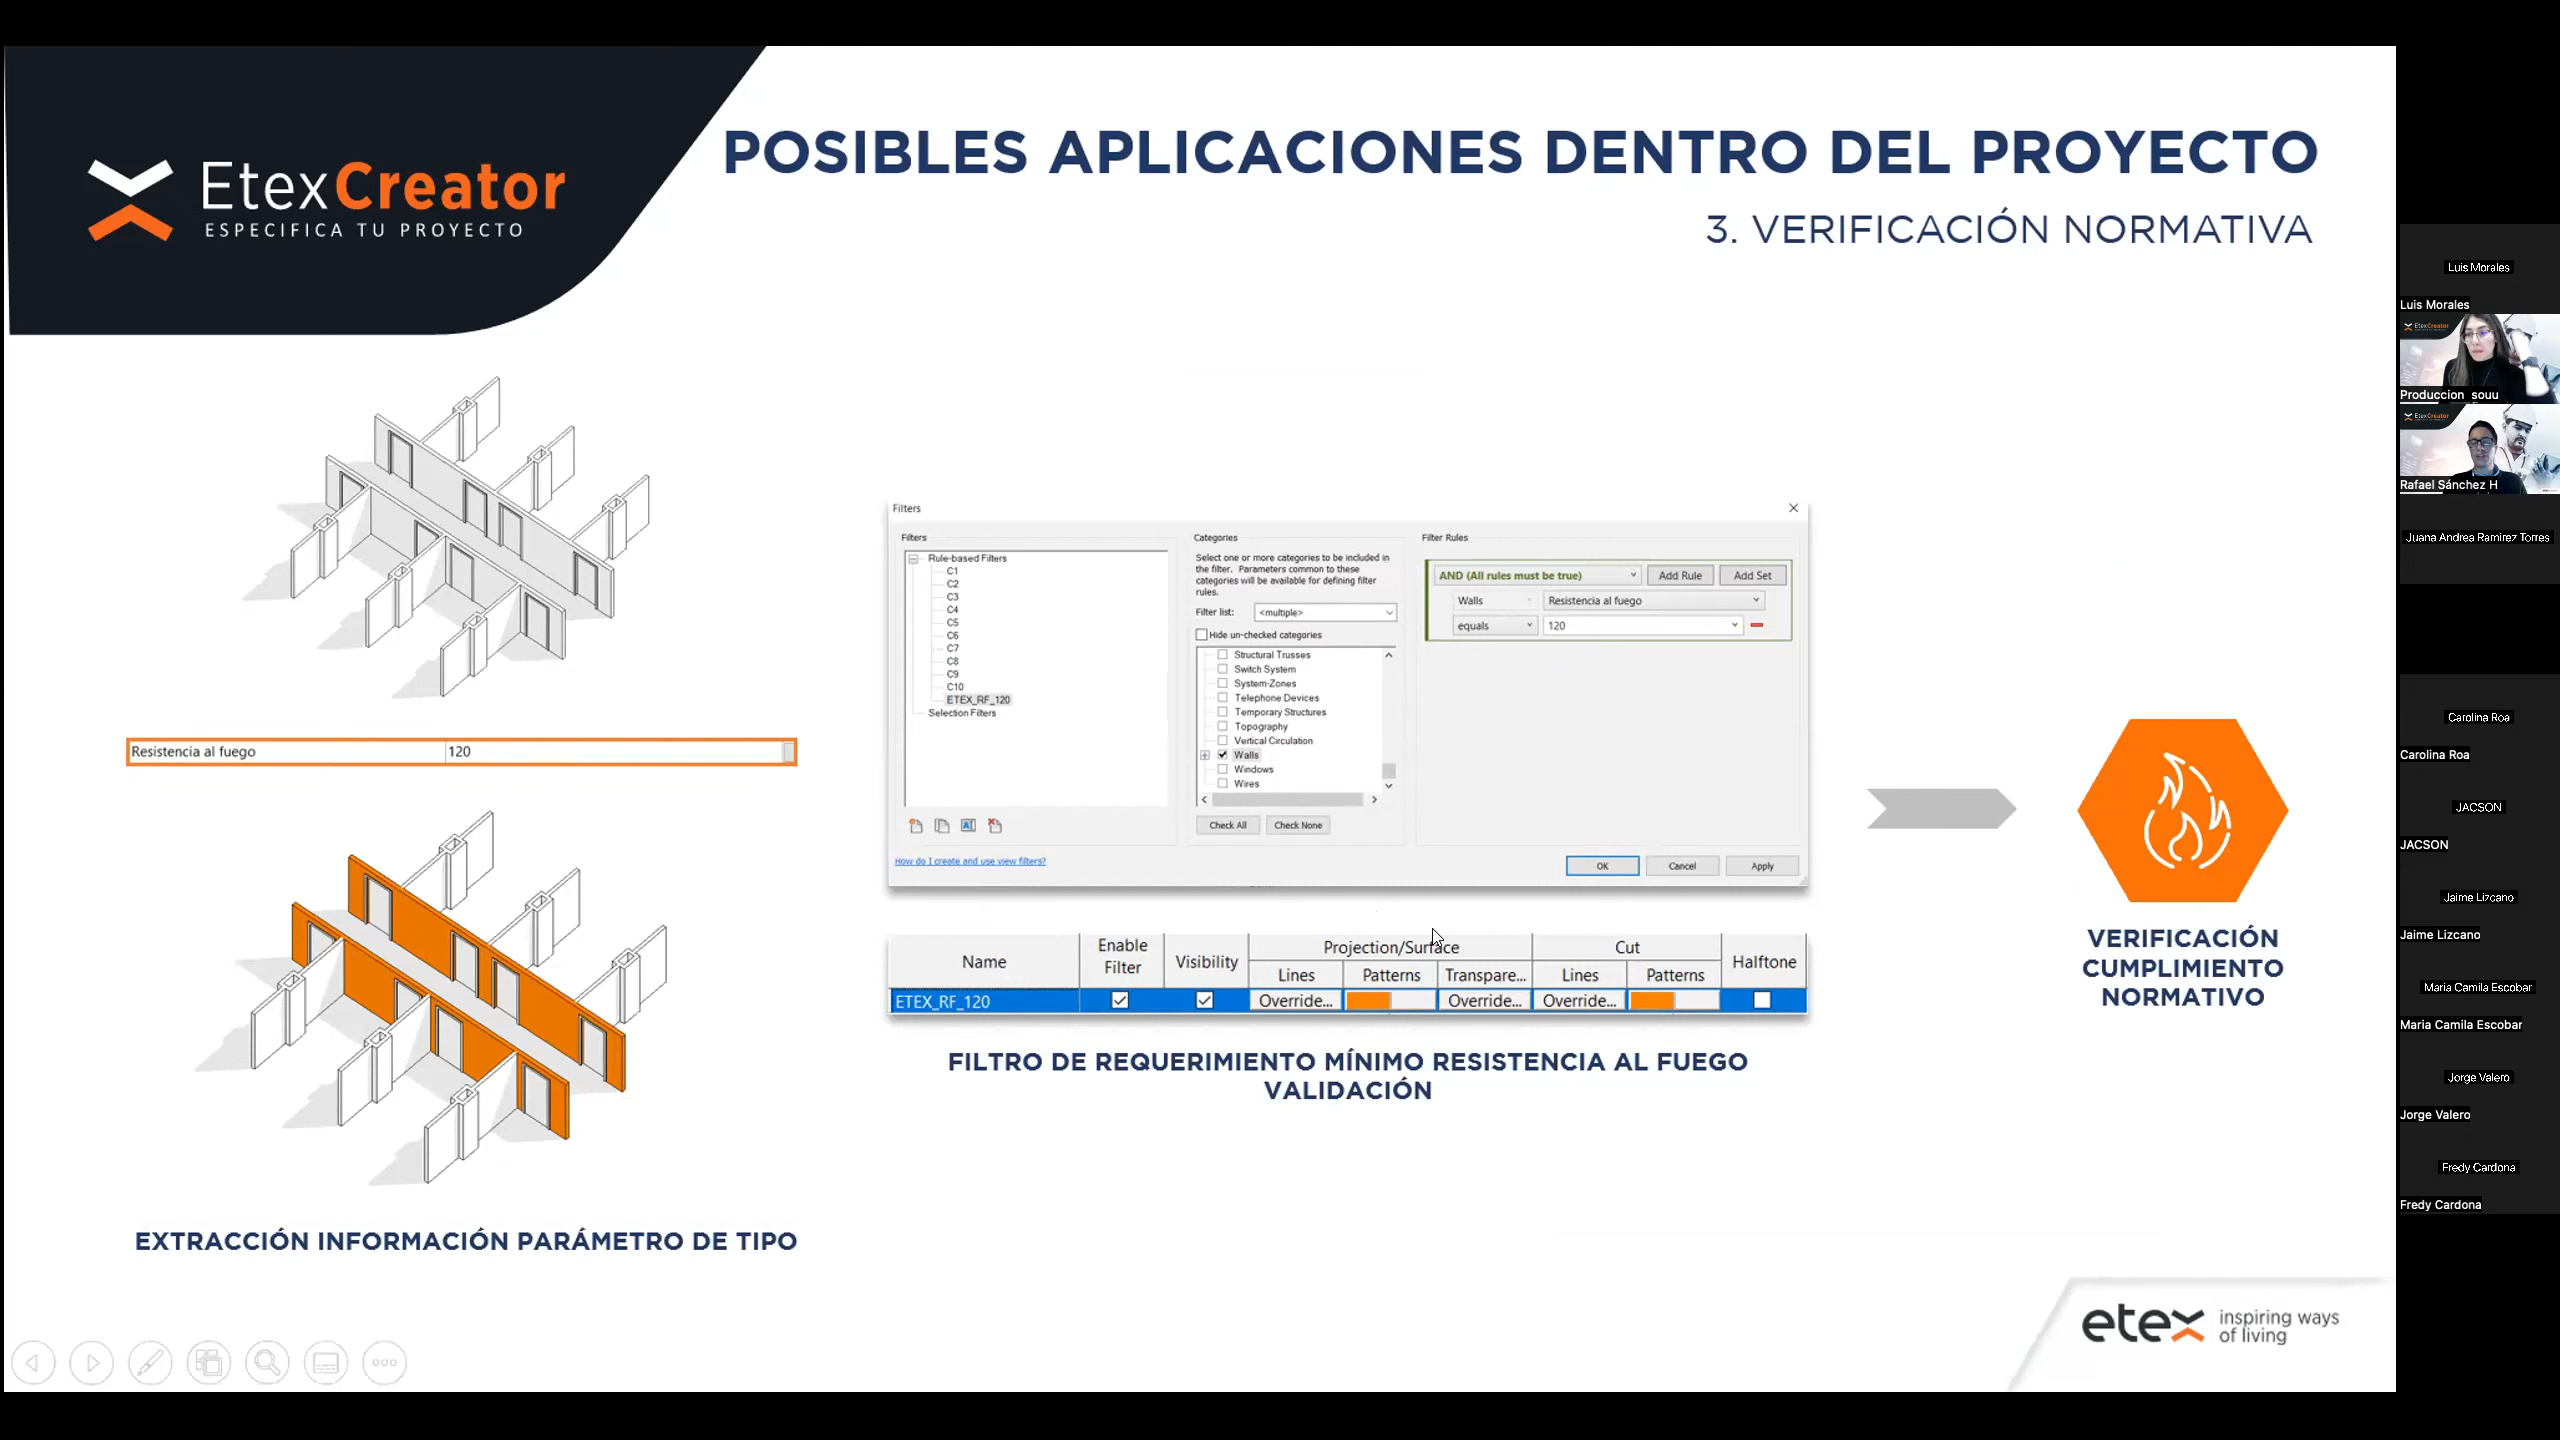 EtexCreator
ESPECIFICA TU PROYECTO
POSIBLES APLICACIONES DENTRO DEL PROYECTO
3. VERIFICACIÓN NORMATIVA
Resistencia al fuego 120
EXTRACCIÓN INFORMACIÓN PARÁMETRO DE TIPO
Filters
Filters
Rule-based Filters
C1
C2
C3
C4
C5
C6
C7
C8
C9
C10
ETEX_RF_120
Selection Filters
How do I create and use view filters?
Categories
Select one or more categories to be included in
the filter. Parameters common to these
categories will be available for defining filter
rules.
Filter list: <multiple>
Hide un-checked categories
Structural Trusses
Switch System
System-Zones
Telephone Devices
Temporary Structures
Topography
Vertical Circulation
Walls
Windows
Wires
Check All Check None
Filter Rules
AND (All rules must be true) Add Rule Add Set
Walls Resistencia al fuego
equals 120
OK Cancel Apply
Name Enable Filter Visibility Projection/Surface Cut Halftone
Lines Patterns Transpare... Lines Patterns
ETEX_RF_120 Override... Override... Override...
FILTRO DE REQUERIMIENTO MÍNIMO RESISTENCIA AL FUEGO
VALIDACIÓN
VERIFICACIÓN
CUMPLIMIENTO
NORMATIVO
etex inspiring ways
of living
Luis Morales
Luis Morales
EtexCreator
Produccion souu
EtexCreator
Rafael Sánchez H
Juana Andrea Ramirez Torres
Carolina Roa
Carolina Roa
JACSON
JACSON
Jaime Lizcano
Jaime Lizcano
Maria Camila Escobar
Maria Camila Escobar
Jorge Valero
Jorge Valero
Fredy Cardona
Fredy Cardona